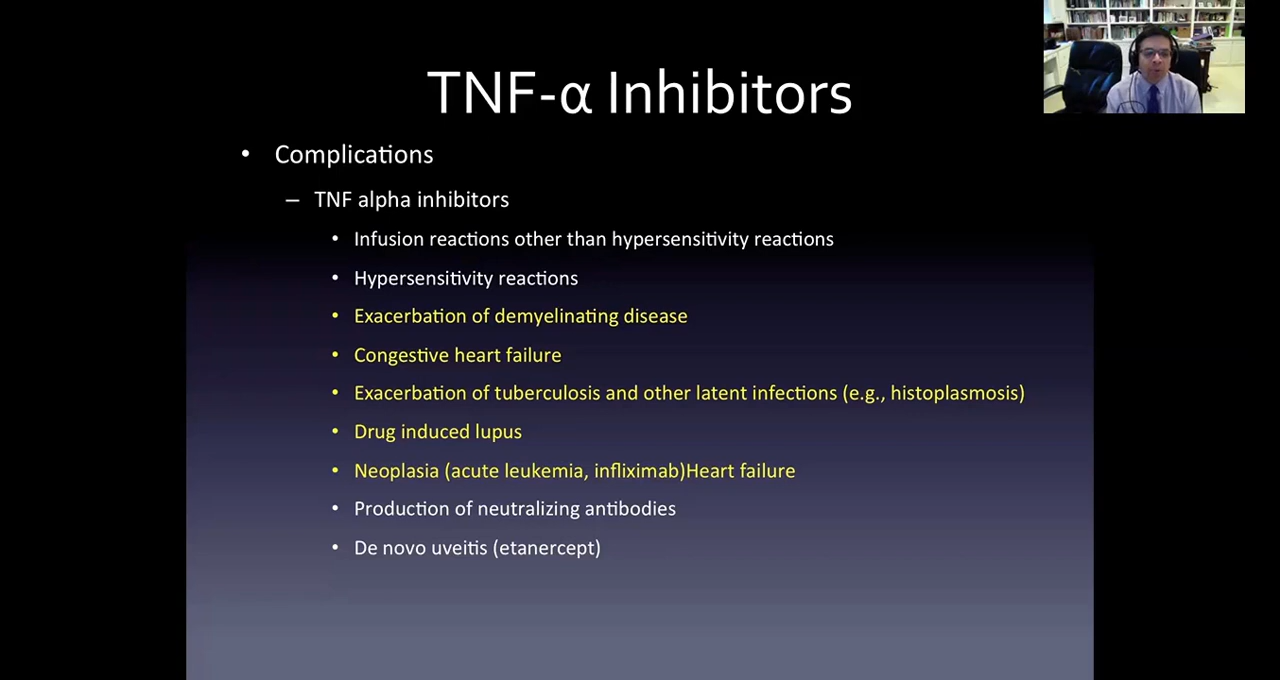 TNF-α Inhibitors
• Complications
– TNF alpha inhibitors
• Infusion reactions other than hypersensitivity reactions
• Hypersensitivity reactions
• Exacerbation of demyelinating disease
• Congestive heart failure
• Exacerbation of tuberculosis and other latent infections (e.g., histoplasmosis)
• Drug induced lupus
• Neoplasia (acute leukemia, infliximab)Heart failure
• Production of neutralizing antibodies
• De novo uveitis (etanercept)